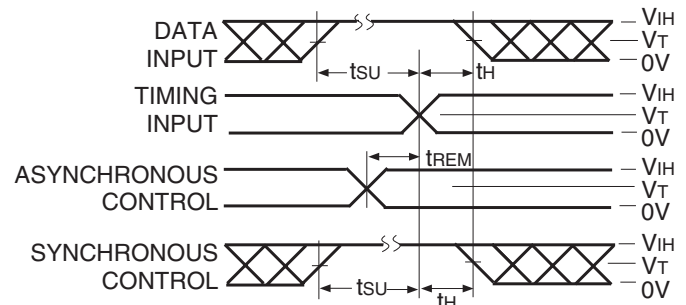 DATA INPUT
tSU
tH
VIH
VT
0V
TIMING INPUT
VIH
VT
0V
tREM
ASYNCHRONOUS CONTROL
VIH
VT
0V
SYNCHRONOUS CONTROL
tSU
tH
VIH
VT
0V